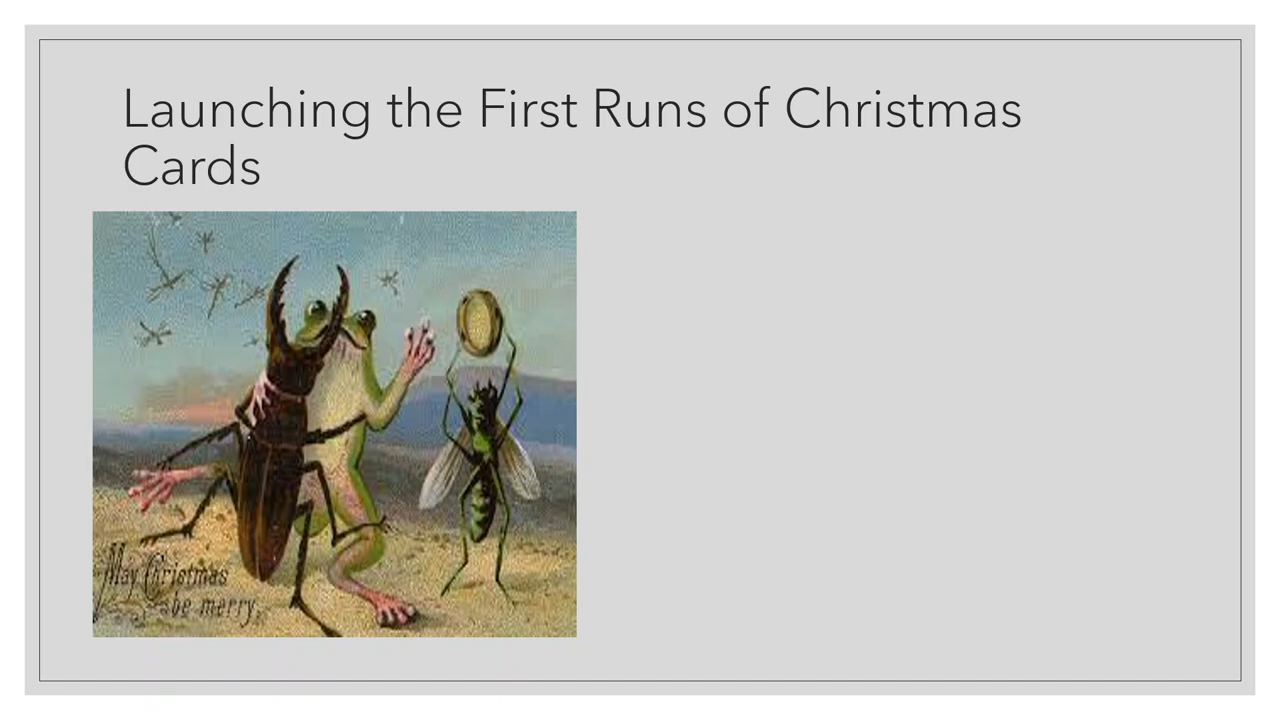 Launching the First Runs of Christmas
Cards
May Christmas
be merry.